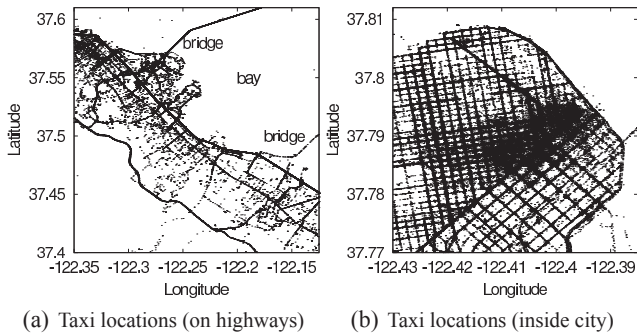 37.6
37.55
37.5
37.45
37.4
Latitude
bridge
bay
bridge
-122.35 -122.3 -122.25 -122.2 -122.15
Longitude
(a) Taxi locations (on highways)
37.81
37.8
37.79
37.78
37.77
Latitude
-122.43 -122.42 -122.41 -122.4 -122.39
Longitude
(b) Taxi locations (inside city)